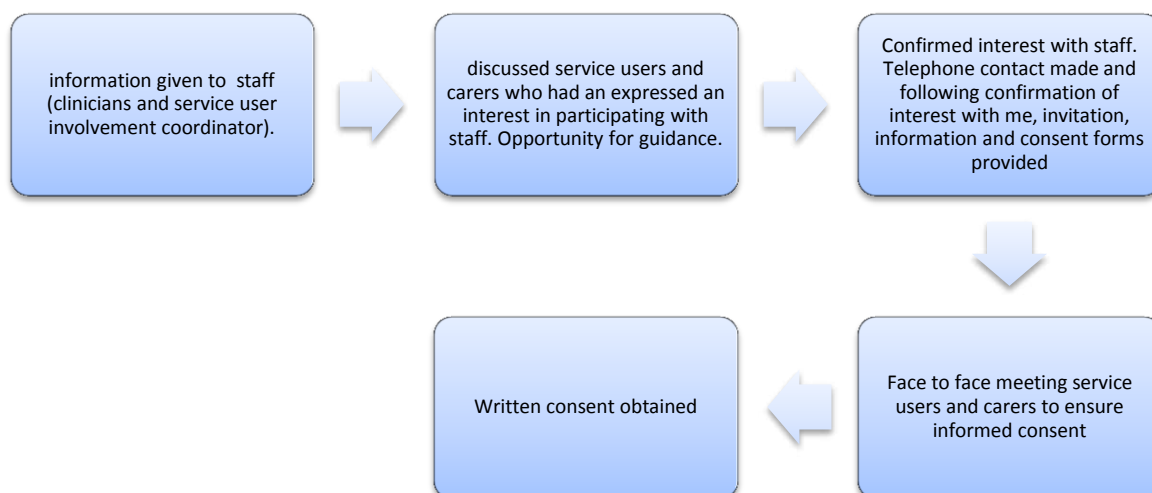 information given to  staff
(clinicians and service user
involvement coordinator).
discussed service users and
carers who had an expressed an
interest in participating with
staff. Opportunity for guidance.
Confirmed interest with staff.
Telephone contact made and
following confirmation of
interest with me, invitation,
information and consent forms
provided
Face to face meeting service
users and carers to ensure
informed consent
Written consent obtained